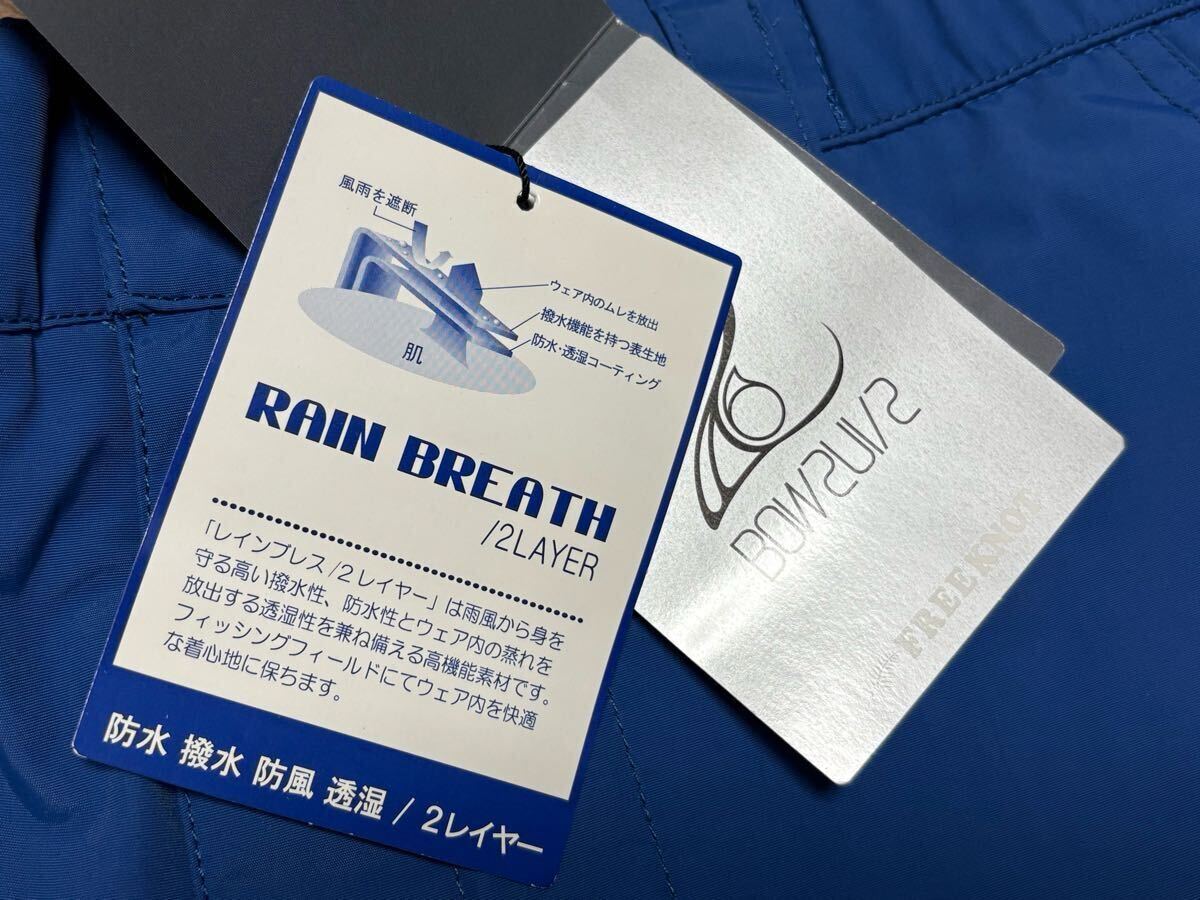 風雨を遮断
ウェア内のムレを放出
撥水機能を持つ表生地
防水・透湿コーティング
肌
RAIN BREATH
/2LAYER
「レインブレス/2レイヤー」は雨風から身を
守る高い撥水性、防水性とウェア内の蒸れを
放出する透湿性を兼ね備える高機能素材です。
フィッシングフィールドにてウェア内を快適
な着心地に保ちます。
防水 撥水 防風 透湿 / 2レイヤー
BOWSUI/2
FREE KNOT